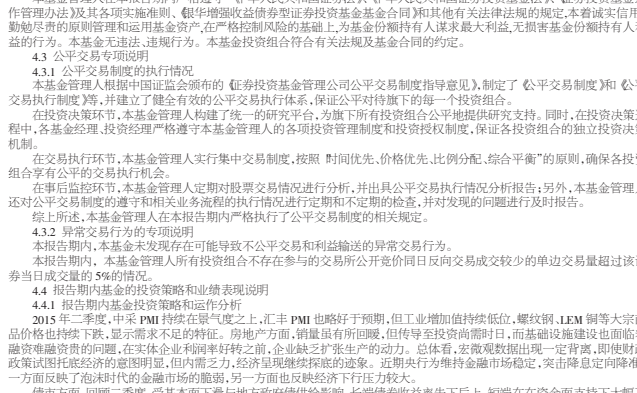 作管理办法》及其各项实施准则、《银华增强收益债券型证券投资基金基金合同》和其他有关法律法规的规定,本着诚实信用、
勤勉尽责的原则管理和运用基金资产,在严格控制风险的基础上,为基金份额持有人谋求最大利益,无损害基金份额持有人利
益的行为。本基金无违法、违规行为。本基金投资组合符合有关法规及基金合同的约定。
4.3 公平交易专项说明
4.3.1 公平交易制度的执行情况
本基金管理人根据中国证监会颁布的《证券投资基金管理公司公平交易制度指导意见》,制定了《公平交易制度》和《公平
交易执行制度》等,并建立了健全有效的公平交易执行体系,保证公平对待旗下的每一个投资组合。
在投资决策环节,本基金管理人构建了统一的研究平台,为旗下所有投资组合公平地提供研究支持。同时,在投资决策过
程中,各基金经理、投资经理严格遵守本基金管理人的各项投资管理制度和投资授权制度,保证各投资组合的独立投资决策
机制。
在交易执行环节,本基金管理人实行集中交易制度,按照“时间优先、价格优先、比例分配、综合平衡”的原则,确保各投资
组合享有公平的交易执行机会。
在事后监控环节,本基金管理人定期对股票交易情况进行分析,并出具公平交易执行情况分析报告;另外,本基金管理人
还对公平交易制度的遵守和相关业务流程的执行情况进行定期和不定期的检查,并对发现的问题进行及时报告。
综上所述,本基金管理人在本报告期内严格执行了公平交易制度的相关规定。
4.3.2 异常交易行为的专项说明
本报告期内,本基金未发现存在可能导致不公平交易和利益输送的异常交易行为。
本报告期内,本基金管理人所有投资组合不存在参与的交易所公开竞价同日反向交易成交较少的单边交易量超过该证
券当日成交量的 5%的情况。
4.4 报告期内基金的投资策略和业绩表现说明
4.4.1 报告期内基金投资策略和运作分析
2015 年二季度,中采 PMI 持续在景气度之上,汇丰 PMI 也略好于预期,但工业增加值持续低位,螺纹钢、LEM 铜等大宗商
品价格也持续下跌,显示需求不足的特征。房地产方面,销量虽有所回暖,但传导至投资尚需时日,而基础设施建设也面临着
融资难融资贵的问题,在实体企业利润率好转之前,企业缺乏扩张生产的动力。总体看,宏微观数据出现一定背离,即使财政
政策试图托底经济的意图明显,但内需乏力,经济呈现继续探底的迹象。近期央行为维持金融市场稳定,突击降息定向降准,
一方面反映了泡沫时代的金融市场的脆弱,另一方面也反映经济下行压力较大。